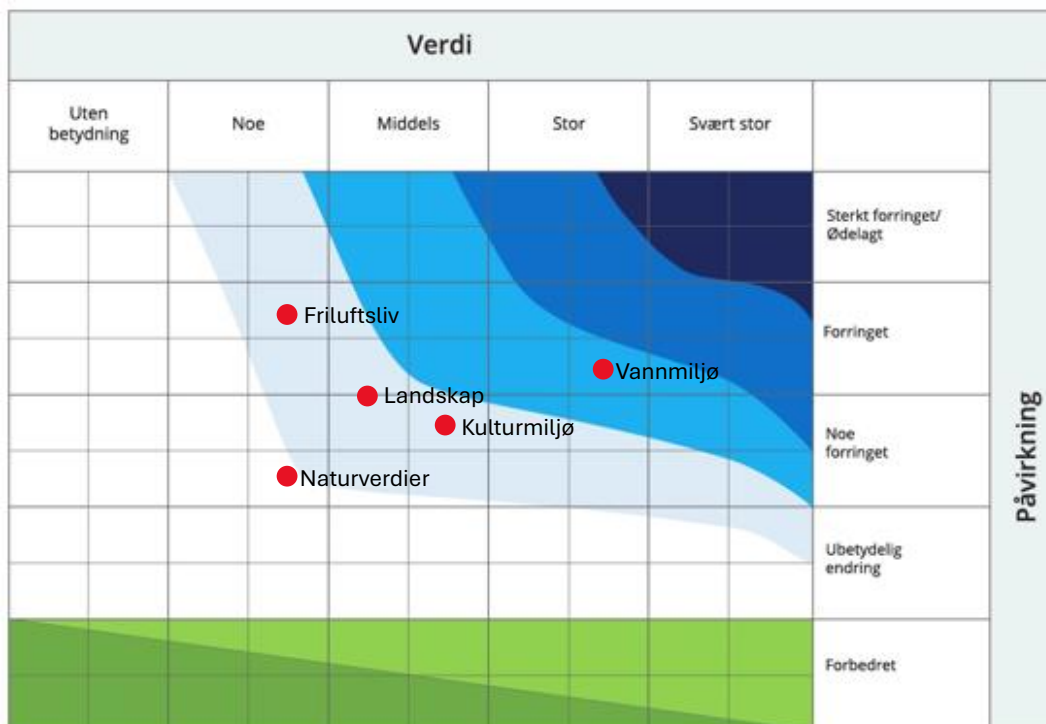 Verdi
Uten
betydning
Noe
Middels
Stor
Svært stor
Sterkt forringet/
Ødelagt
Friluftsliv
Forringet
Vannmiljø
Landskap
Kulturmiljø
Noe
forringet
Naturverdier
Ubetydelig
endring
Forbedret
Påvirkning